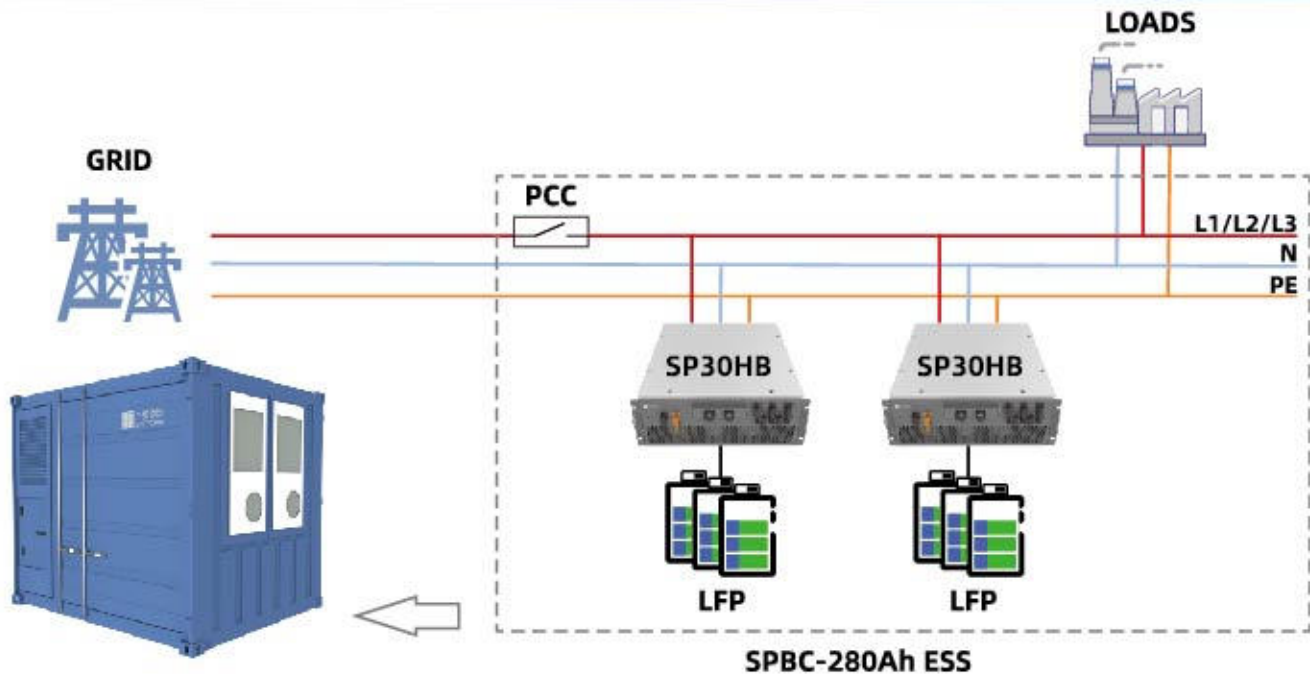 LOADS
GRID
PCC
L1/L2/L3
N
PE
SP30HB
SP30HB
LFP
LFP
SPBC-280Ah ESS